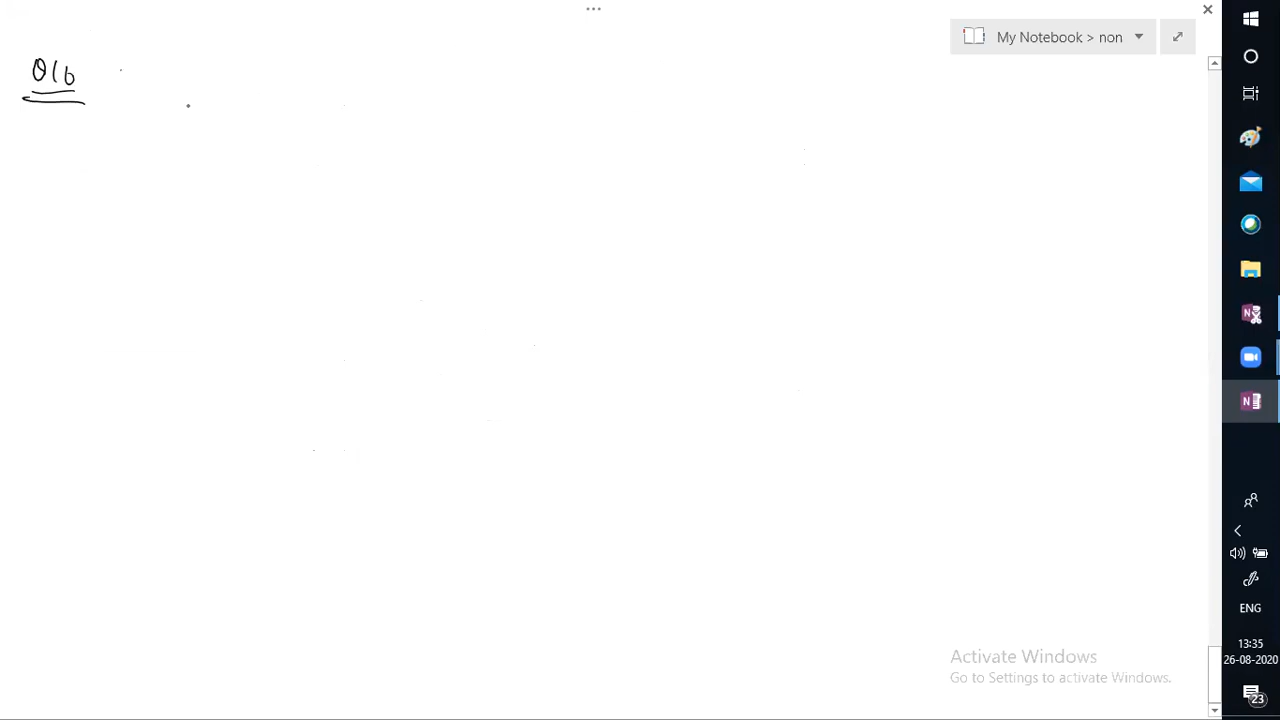 My Notebook > non
Q16
ENG
13:35
26-08-2020
23
Activate Windows
Go to Settings to activate Windows.